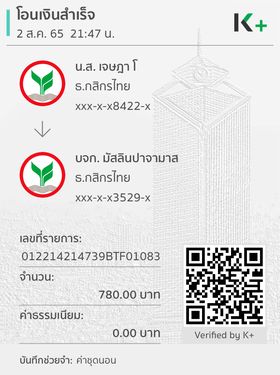 โอนเงินสำเร็จ
2 ส.ค. 65 21:47 น.
K+
น.ส. เจษฎา โ
ธ.กสิกรไทย
xxx-x-x8422-x
บจก. มัสลินปาจามาส
ธ.กสิกรไทย
xxx-x-x3529-x
เลขที่รายการ:
012214214739BTF01083
จำนวน:
780.00 บาท
ค่าธรรมเนียม:
0.00 บาท
Verified by K+
บันทึกช่วยจำ: ค่าชุดนอน